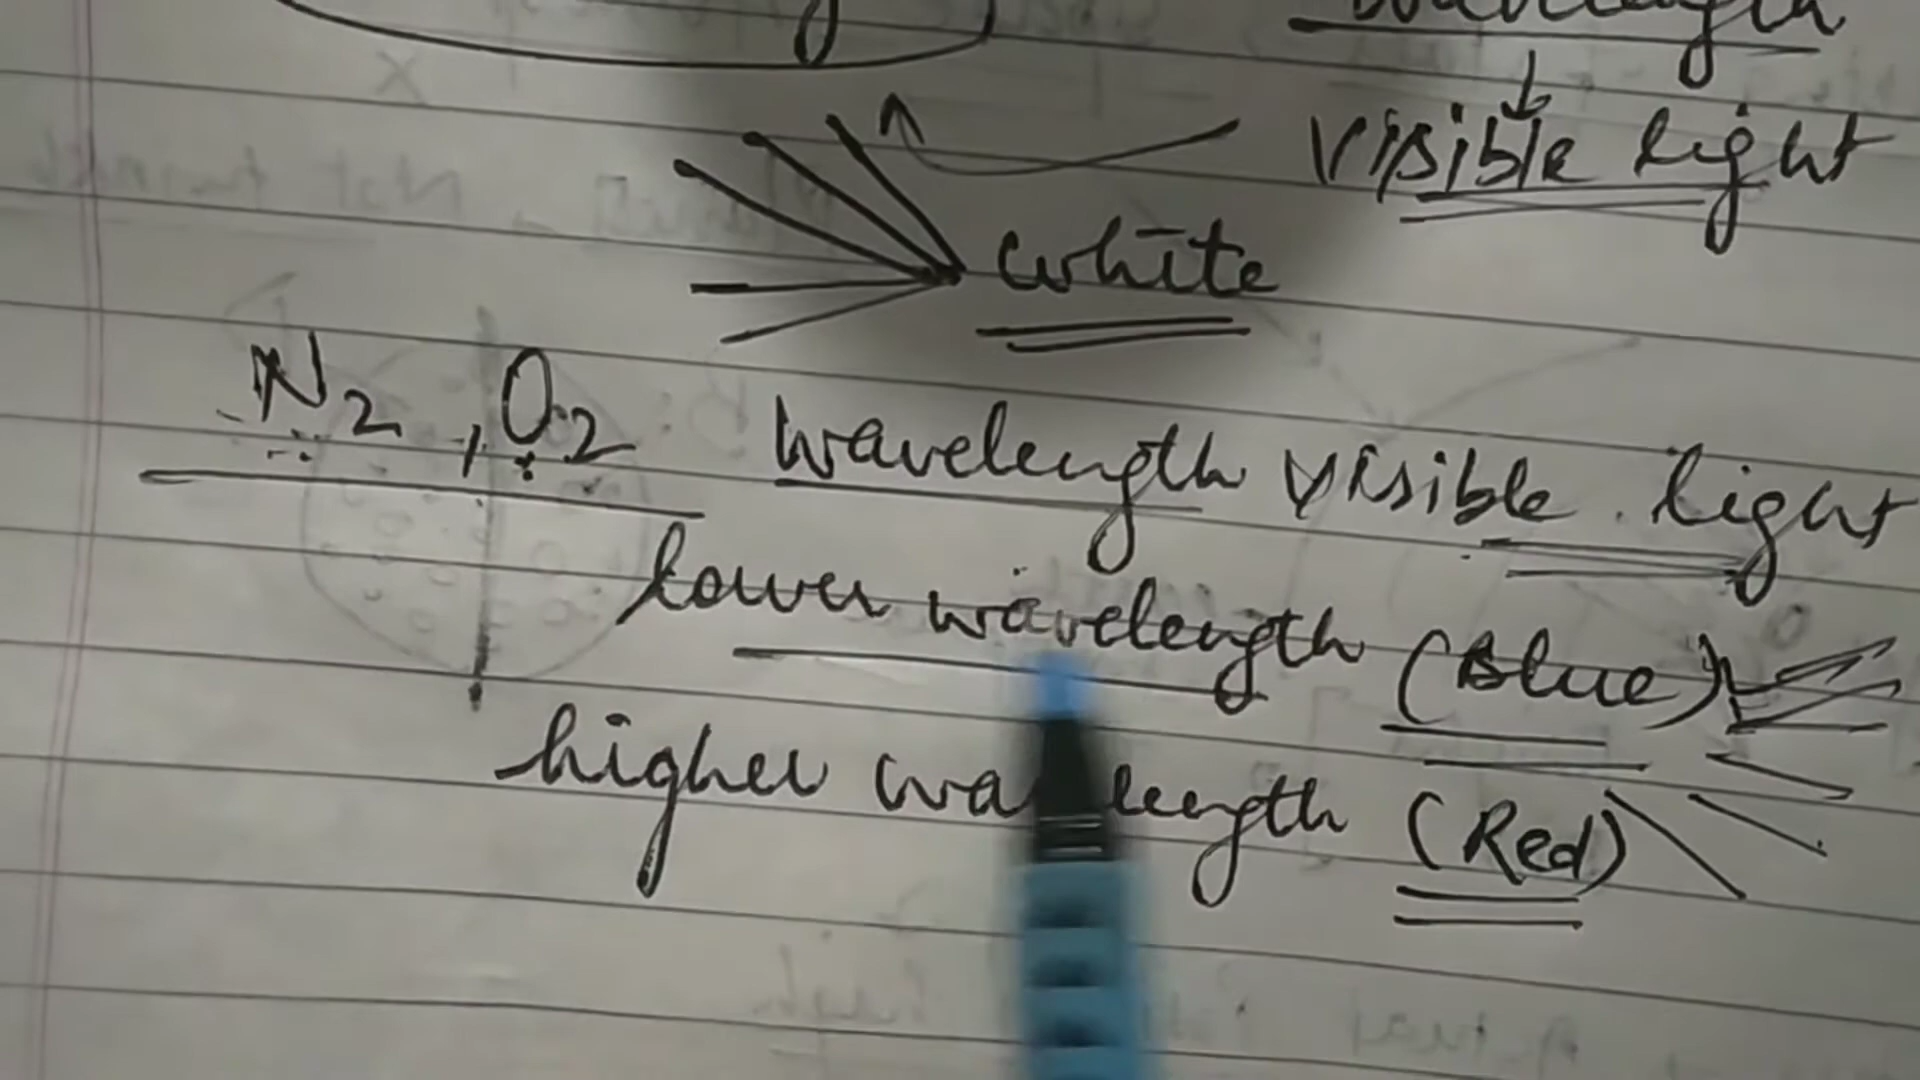 wavelength
visible light
white
N2, O2 wavelength visible light
lower wavelength (Blue)
higher wavelength (Red)